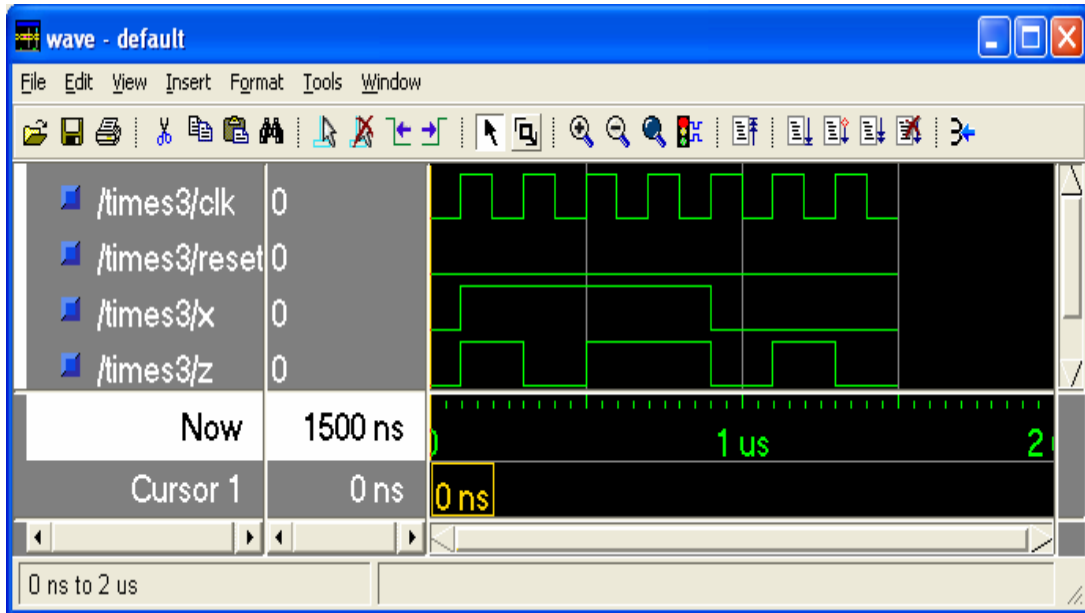 wave - default
File Edit View Insert Format Tools Window
/times3/clk 0
/times3/reset 0
/times3/x 0
/times3/z 0
Now 1500 ns
1 us 2
Cursor 1 0 ns 0 ns
0 ns to 2 us